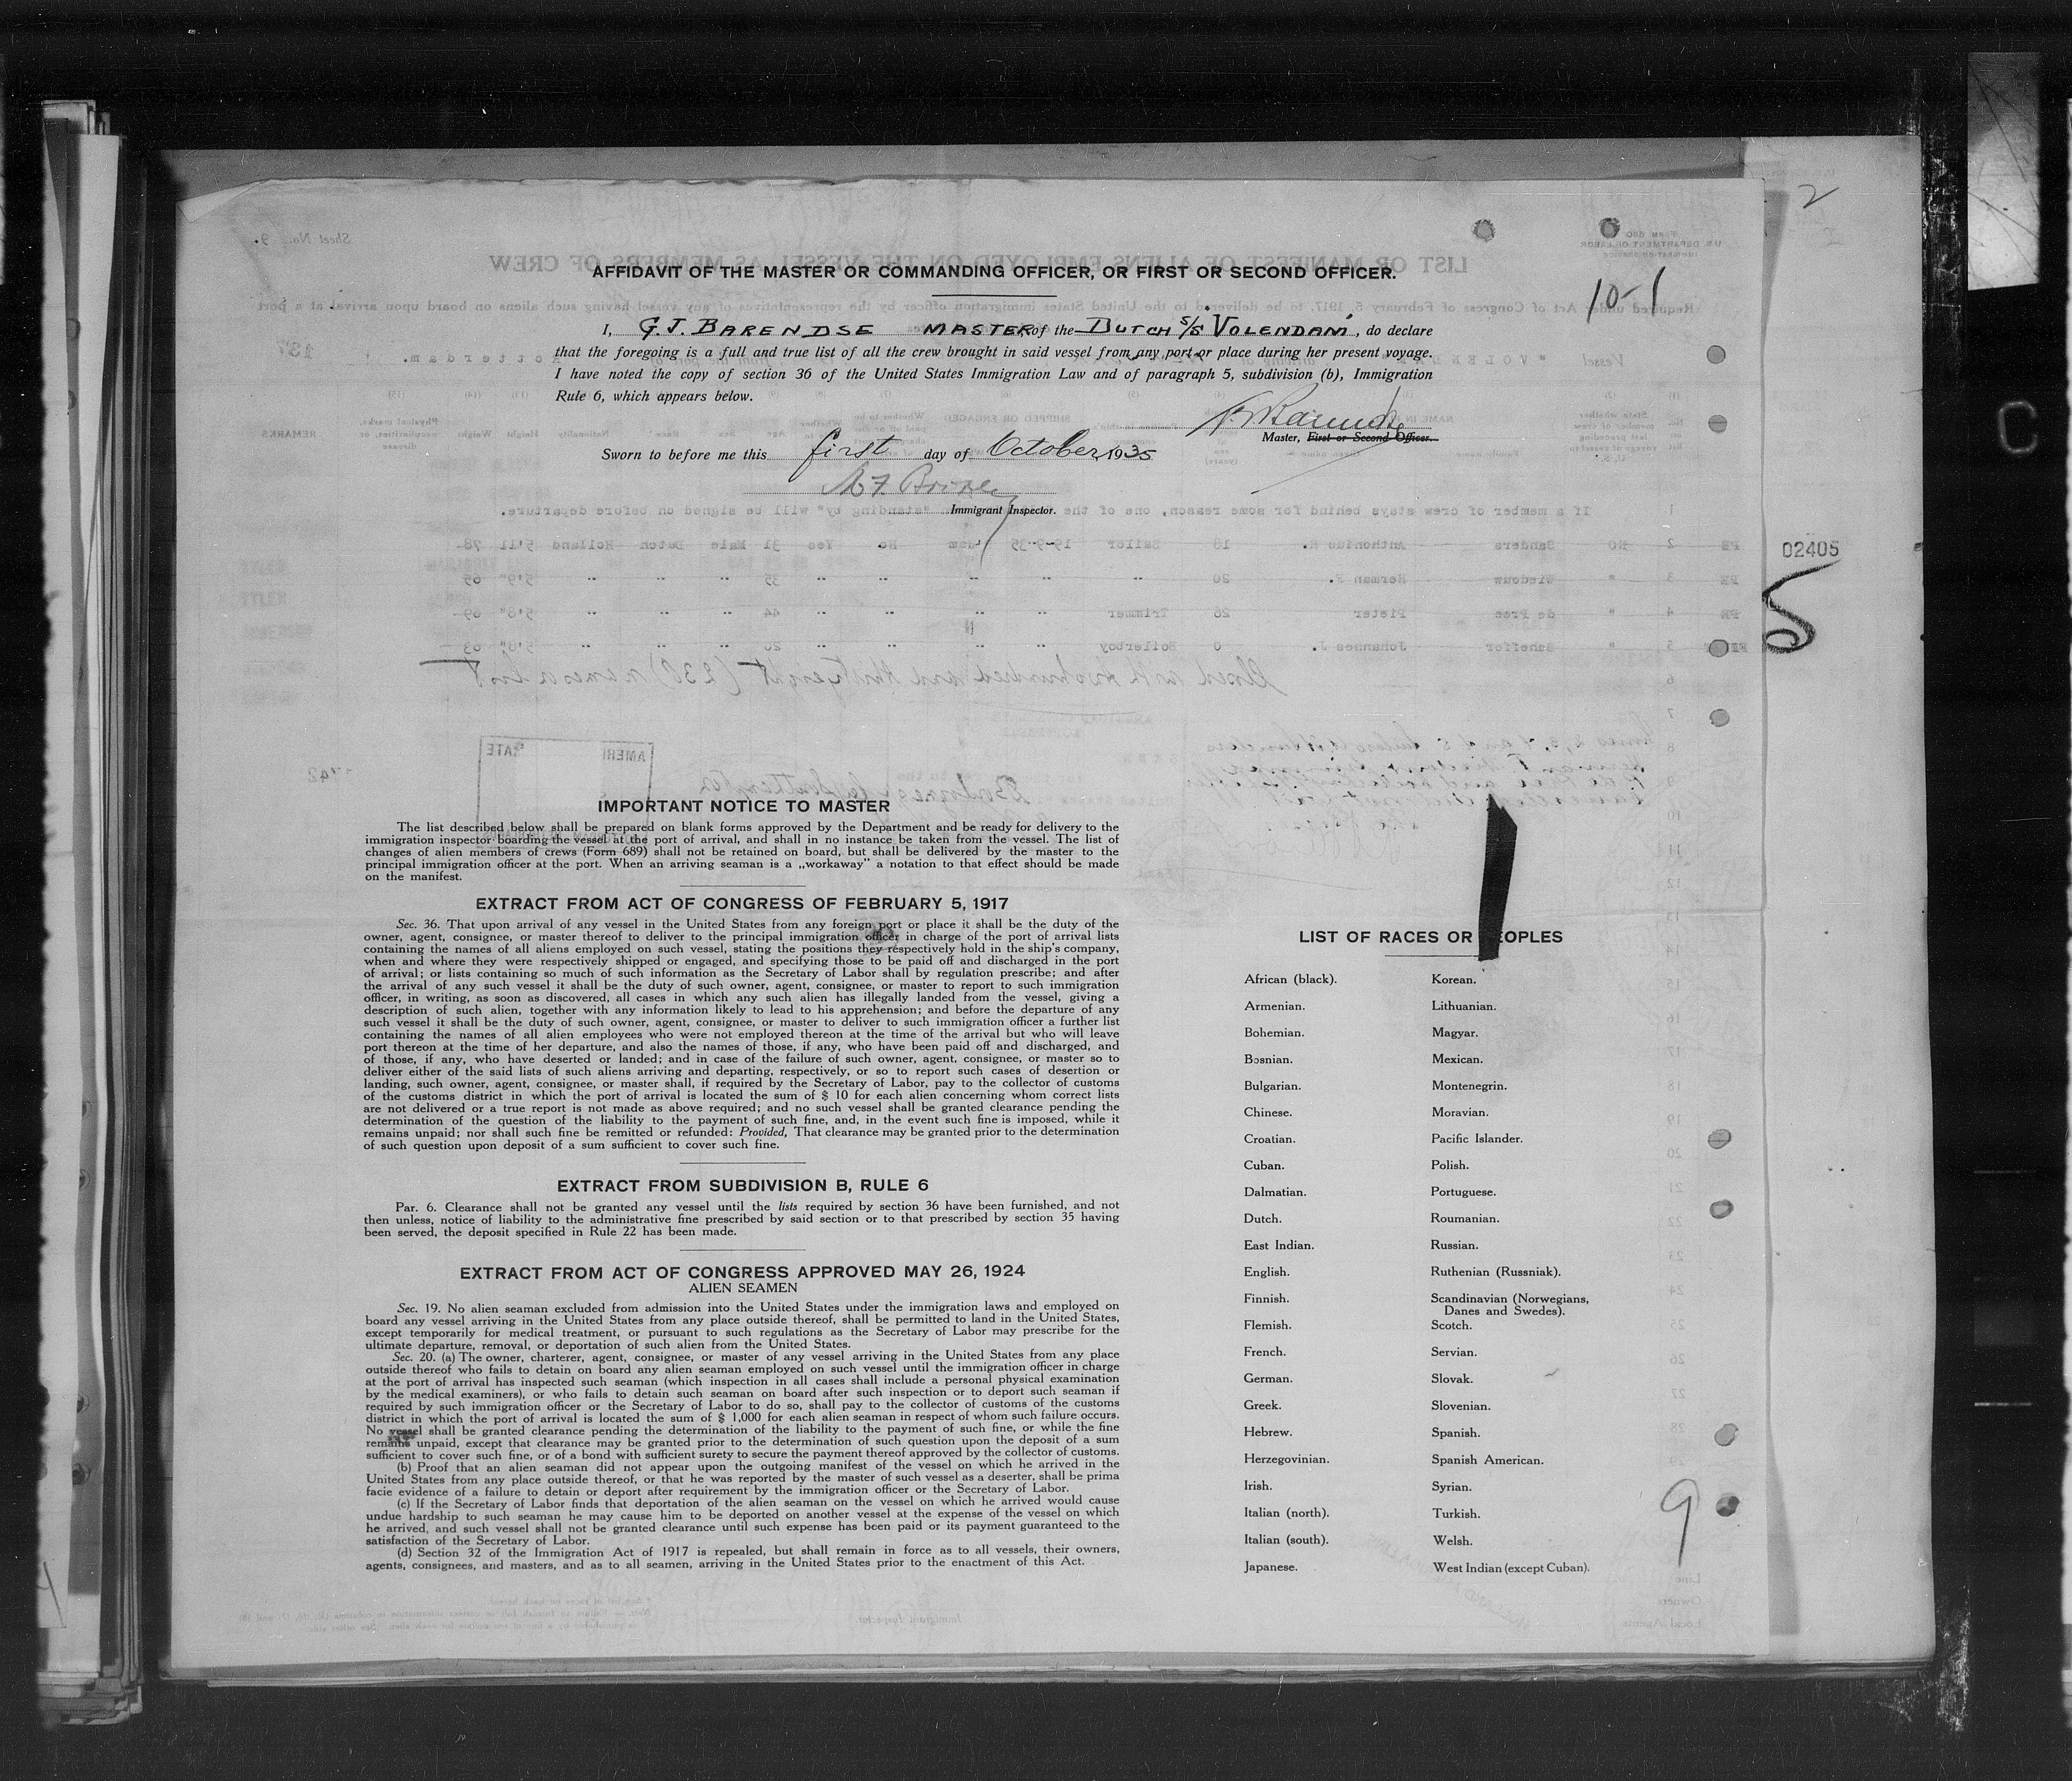 2
AFFIDAVIT OF THE MASTER OR COMMANDING OFFICER, OR FIRST OR SECOND OFFICER.
10-1
I, G. J. BARENDSE MASTER of the DUTCH S/S "VOLENDAM", do declare
that the foregoing is a full and true list of all the crew brought in said vessel from any port or place during her present voyage.
I have noted the copy of section 36 of the United States Immigration Law and of paragraph 5, subdivision (b), Immigration
Rule 6, which appears below.
Master, First or Second Officer.
Sworn to before me this first day of October, 1935
Immigrant Inspector.
02405
IMPORTANT NOTICE TO MASTER
The list described below shall be prepared on blank forms approved by the Department and be ready for delivery to the
immigration inspector boarding the vessel at the port of arrival, and shall in no instance be taken from the vessel. The list of
changes of alien members of crews (Form 689) shall not be retained on board, but shall be delivered by the master to the
principal immigration officer at the port. When an arriving seaman is a „workaway” a notation to that effect should be made
on the manifest.
EXTRACT FROM ACT OF CONGRESS OF FEBRUARY 5, 1917
Sec. 36. That upon arrival of any vessel in the United States from any foreign port or place it shall be the duty of the
owner, agent, consignee, or master thereof to deliver to the principal immigration officer in charge of the port of arrival lists
containing the names of all aliens employed on such vessel, stating the positions they respectively hold in the ship's company,
when and where they were respectively shipped or engaged, and specifying those to be paid off and discharged in the port
of arrival; or lists containing so much of such information as the Secretary of Labor shall by regulation prescribe; and after
the arrival of any such vessel it shall be the duty of such owner, agent, consignee, or master to report to such immigration
officer, in writing, as soon as discovered, all cases in which any such alien has illegally landed from the vessel, giving a
description of such alien, together with any information likely to lead to his apprehension; and before the departure of any
such vessel it shall be the duty of such owner, agent, consignee, or master to deliver to such immigration officer a further list
containing the names of all alien employees who were not employed thereon at the time of the arrival but who will leave
port thereon at the time of her departure, and also the names of those, if any, who have been paid off and discharged, and
of those, if any, who have deserted or landed; and in case of the failure of such owner, agent, consignee, or master so to
deliver either of the said lists of such aliens arriving and departing, respectively, or so to report such cases of desertion or
landing, such owner, agent, consignee, or master shall, if required by the Secretary of Labor, pay to the collector of customs
of the customs district in which the port of arrival is located the sum of $ 10 for each alien concerning whom correct lists
are not delivered or a true report is not made as above required; and no such vessel shall be granted clearance pending the
determination of the question of the liability to the payment of such fine, and, in the event such fine is imposed, while it
remains unpaid; nor shall such fine be remitted or refunded: Provided, That clearance may be granted prior to the determination
of such question upon deposit of a sum sufficient to cover such fine.
EXTRACT FROM SUBDIVISION B, RULE 6
Par. 6. Clearance shall not be granted any vessel until the lists required by section 36 have been furnished, and not
then unless, notice of liability to the administrative fine prescribed by said section or to that prescribed by section 35 having
been served, the deposit specified in Rule 22 has been made.
EXTRACT FROM ACT OF CONGRESS APPROVED MAY 26, 1924
ALIEN SEAMEN
Sec. 19. No alien seaman excluded from admission into the United States under the immigration laws and employed on
board any vessel arriving in the United States from any place outside thereof, shall be permitted to land in the United States,
except temporarily for medical treatment, or pursuant to such regulations as the Secretary of Labor may prescribe for the
ultimate departure, removal, or deportation of such alien from the United States.
Sec. 20. (a) The owner, charterer, agent, consignee, or master of any vessel arriving in the United States from any place
outside thereof who fails to detain on board any alien seaman employed on such vessel until the immigration officer in charge
at the port of arrival has inspected such seaman (which inspection in all cases shall include a personal physical examination
by the medical examiners), or who fails to detain such seaman on board after such inspection or to deport such seaman if
required by such immigration officer or the Secretary of Labor to do so, shall pay to the collector of customs of the customs
district in which the port of arrival is located the sum of $ 1,000 for each alien seaman in respect of whom such failure occurs.
No vessel shall be granted clearance pending the determination of the liability to the payment of such fine, or while the fine
remains unpaid, except that clearance may be granted prior to the determination of such question upon the deposit of a sum
sufficient to cover such fine, or of a bond with sufficient surety to secure the payment thereof approved by the collector of customs.
(b) Proof that an alien seaman did not appear upon the outgoing manifest of the vessel on which he arrived in the
United States from any place outside thereof, or that he was reported by the master of such vessel as a deserter, shall be prima
facie evidence of a failure to detain or deport after requirement by the immigration officer or the Secretary of Labor.
(c) If the Secretary of Labor finds that deportation of the alien seaman on the vessel on which he arrived would cause
undue hardship to such seaman he may cause him to be deported on another vessel at the expense of the vessel on which
he arrived, and such vessel shall not be granted clearance until such expense has been paid or its payment guaranteed to the
satisfaction of the Secretary of Labor.
(d) Section 32 of the Immigration Act of 1917 is repealed, but shall remain in force as to all vessels, their owners,
agents, consignees, and masters, and as to all seamen, arriving in the United States prior to the enactment of this Act.
LIST OF RACES OR EOPLES
African (black).
Armenian.
Bohemian.
Bosnian.
Bulgarian.
Chinese.
Croatian.
Cuban.
Dalmatian.
Dutch.
East Indian.
English.
Finnish.
Flemish.
French.
German.
Greek.
Hebrew.
Herzegovinian.
Irish.
Italian (north).
Italian (south).
Japanese.
Korean.
Lithuanian.
Magyar.
Mexican.
Montenegrin.
Moravian.
Pacific Islander.
Polish.
Portuguese.
Roumanian.
Russian.
Ruthenian (Russniak).
Scandinavian (Norwegians,
Danes and Swedes).
Scotch.
Servian.
Slovak.
Slovenian.
Spanish.
Spanish American.
Syrian.
Turkish.
Welsh.
West Indian (except Cuban).
9
C